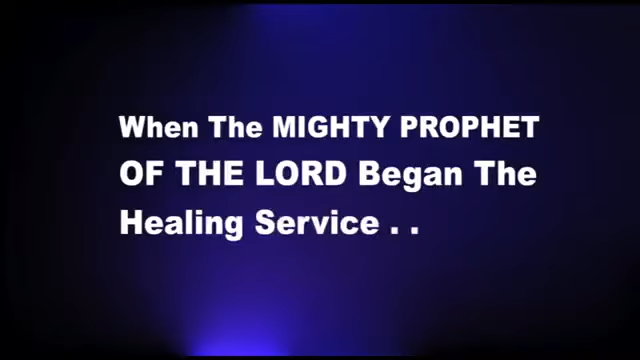 When The MIGHTY PROPHET
OF THE LORD Began The
Healing Service . .